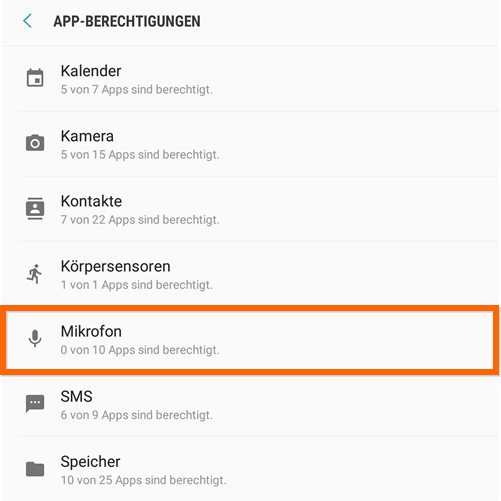 APP-BERECHTIGUNGEN
Kalender
5 von 7 Apps sind berechtigt.
Kamera
5 von 15 Apps sind berechtigt.
Kontakte
7 von 22 Apps sind berechtigt.
Körpersensoren
1 von 1 Apps sind berechtigt.
Mikrofon
0 von 10 Apps sind berechtigt.
SMS
6 von 9 Apps sind berechtigt.
Speicher
10 von 25 Apps sind berechtigt.